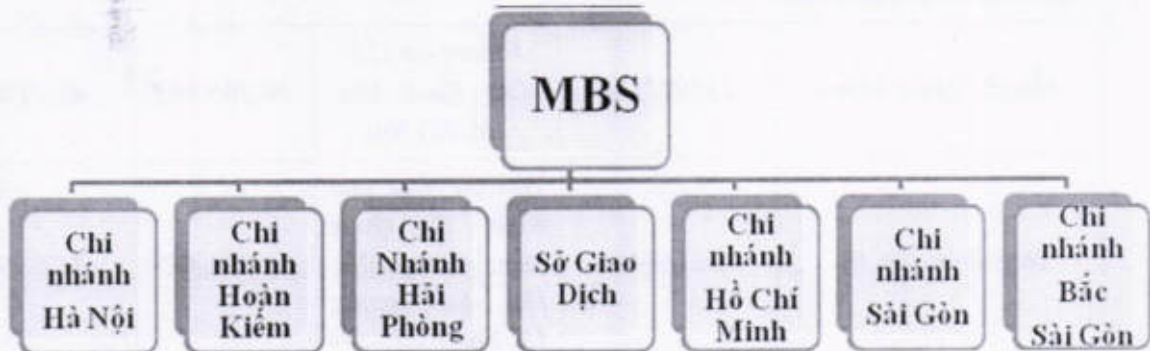 MBS
Chi
nhánh
Hà Nội
Chi
nhánh
Hoàn
Kiếm
Chi
Nhánh
Hải
Phòng
Sở Giao
Dịch
Chi
nhánh
Hồ Chí
Minh
Chi
nhánh
Sài Gòn
Chi
nhánh
Bắc
Sài Gòn